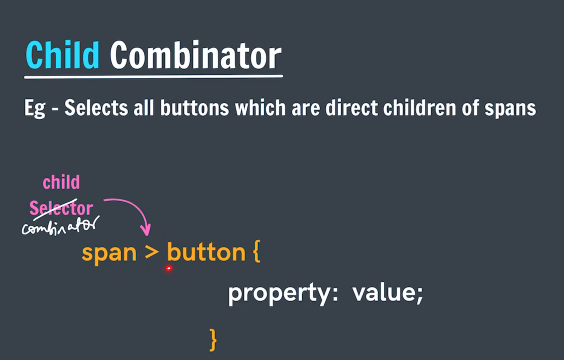 Child Combinator
Eg - Selects all buttons which are direct children of spans
child
Selector
combinator
span > button {
property: value;
}